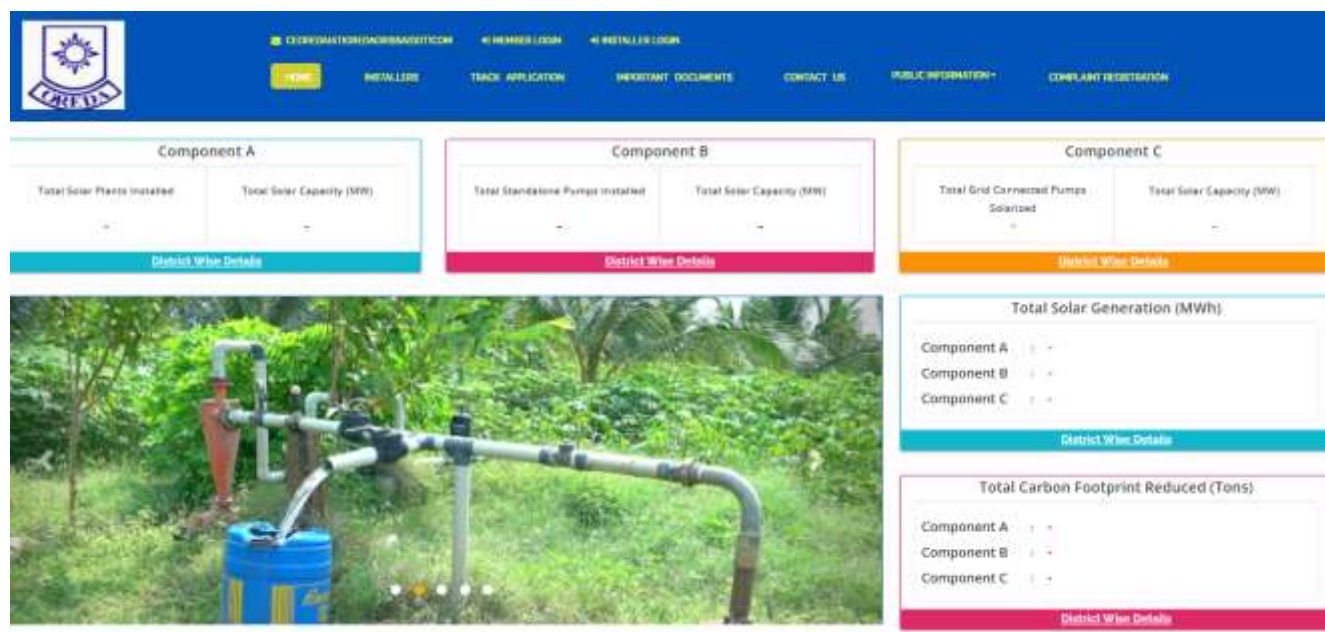 OREDA
MEMBER LOGIN
INSTALLER LOGIN
HOME
INSTALLERS
TRACK APPLICATION
IMPORTANT DOCUMENTS
CONTACT US
PUBLIC INFORMATION
COMPLAINT REGISTRATION
Component A
Total Solar Plants Installed
Total Solar Capacity (MW)
-
-
District Wise Details
Component B
Total Standalone Pumps Installed
Total Solar Capacity (MW)
-
-
District Wise Details
Component C
Total Grid Connected Pumps
Solarized
Total Solar Capacity (MW)
-
-
District Wise Details
Total Solar Generation (MWh)
Component A : -
Component B : -
Component C : -
District Wise Details
Total Carbon Footprint Reduced (Tons)
Component A : -
Component B : -
Component C : -
District Wise Details